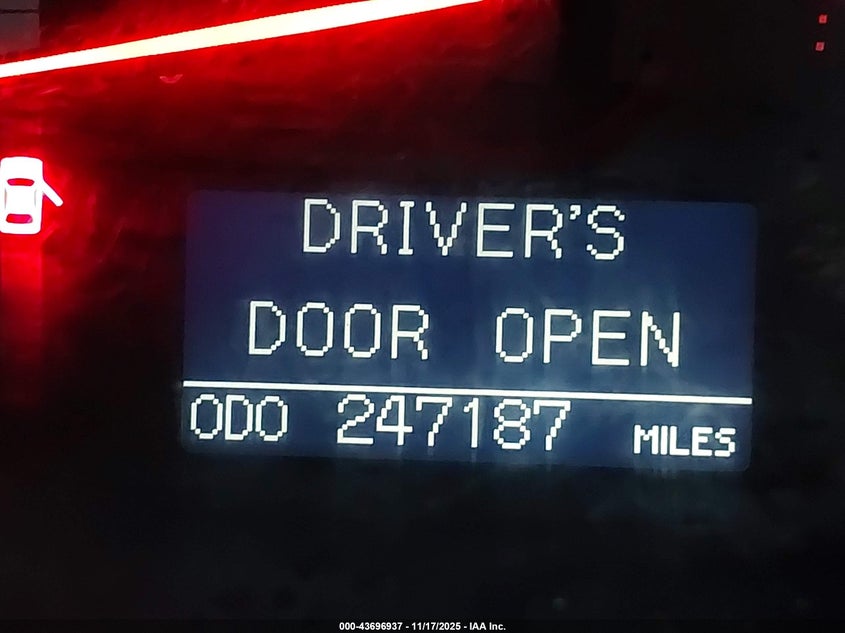 DRIVER'S
DOOR OPEN
ODO 247187 MILES
000-43696937 - 11/17/2025 - IAA Inc.